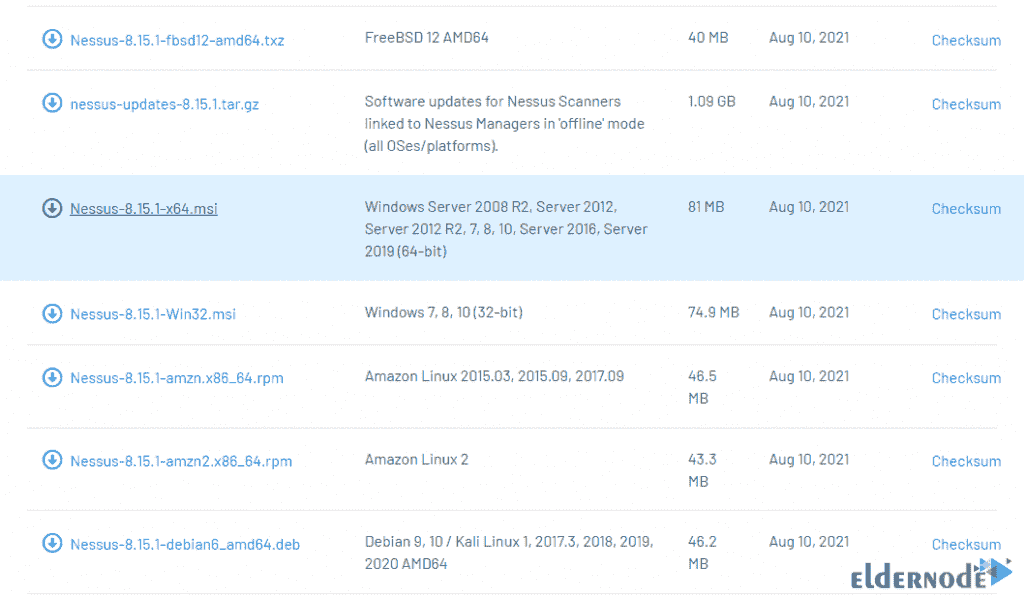 Nessus-8.15.1-fbsd12-amd64.txz FreeBSD 12 AMD64 40 MB Aug 10, 2021 Checksum
nessus-updates-8.15.1.tar.gz Software updates for Nessus Scanners 1.09 GB Aug 10, 2021 Checksum
linked to Nessus Managers in 'offline' mode
(all OSes/platforms).
Nessus-8.15.1-x64.msi Windows Server 2008 R2, Server 2012, 81 MB Aug 10, 2021 Checksum
Server 2012 R2, 7, 8, 10, Server 2016, Server
2019 (64-bit)
Nessus-8.15.1-Win32.msi Windows 7, 8, 10 (32-bit) 74.9 MB Aug 10, 2021 Checksum
Nessus-8.15.1-amzn.x86_64.rpm Amazon Linux 2015.03, 2015.09, 2017.09 46.5 Aug 10, 2021 Checksum
MB
Nessus-8.15.1-amzn2.x86_64.rpm Amazon Linux 2 43.3 Aug 10, 2021 Checksum
MB
Nessus-8.15.1-debian6_amd64.deb Debian 9, 10 / Kali Linux 1, 2017.3, 2018, 2019, 46.2 Aug 10, 2021 Checksum
2020 AMD64 MB
eldernode